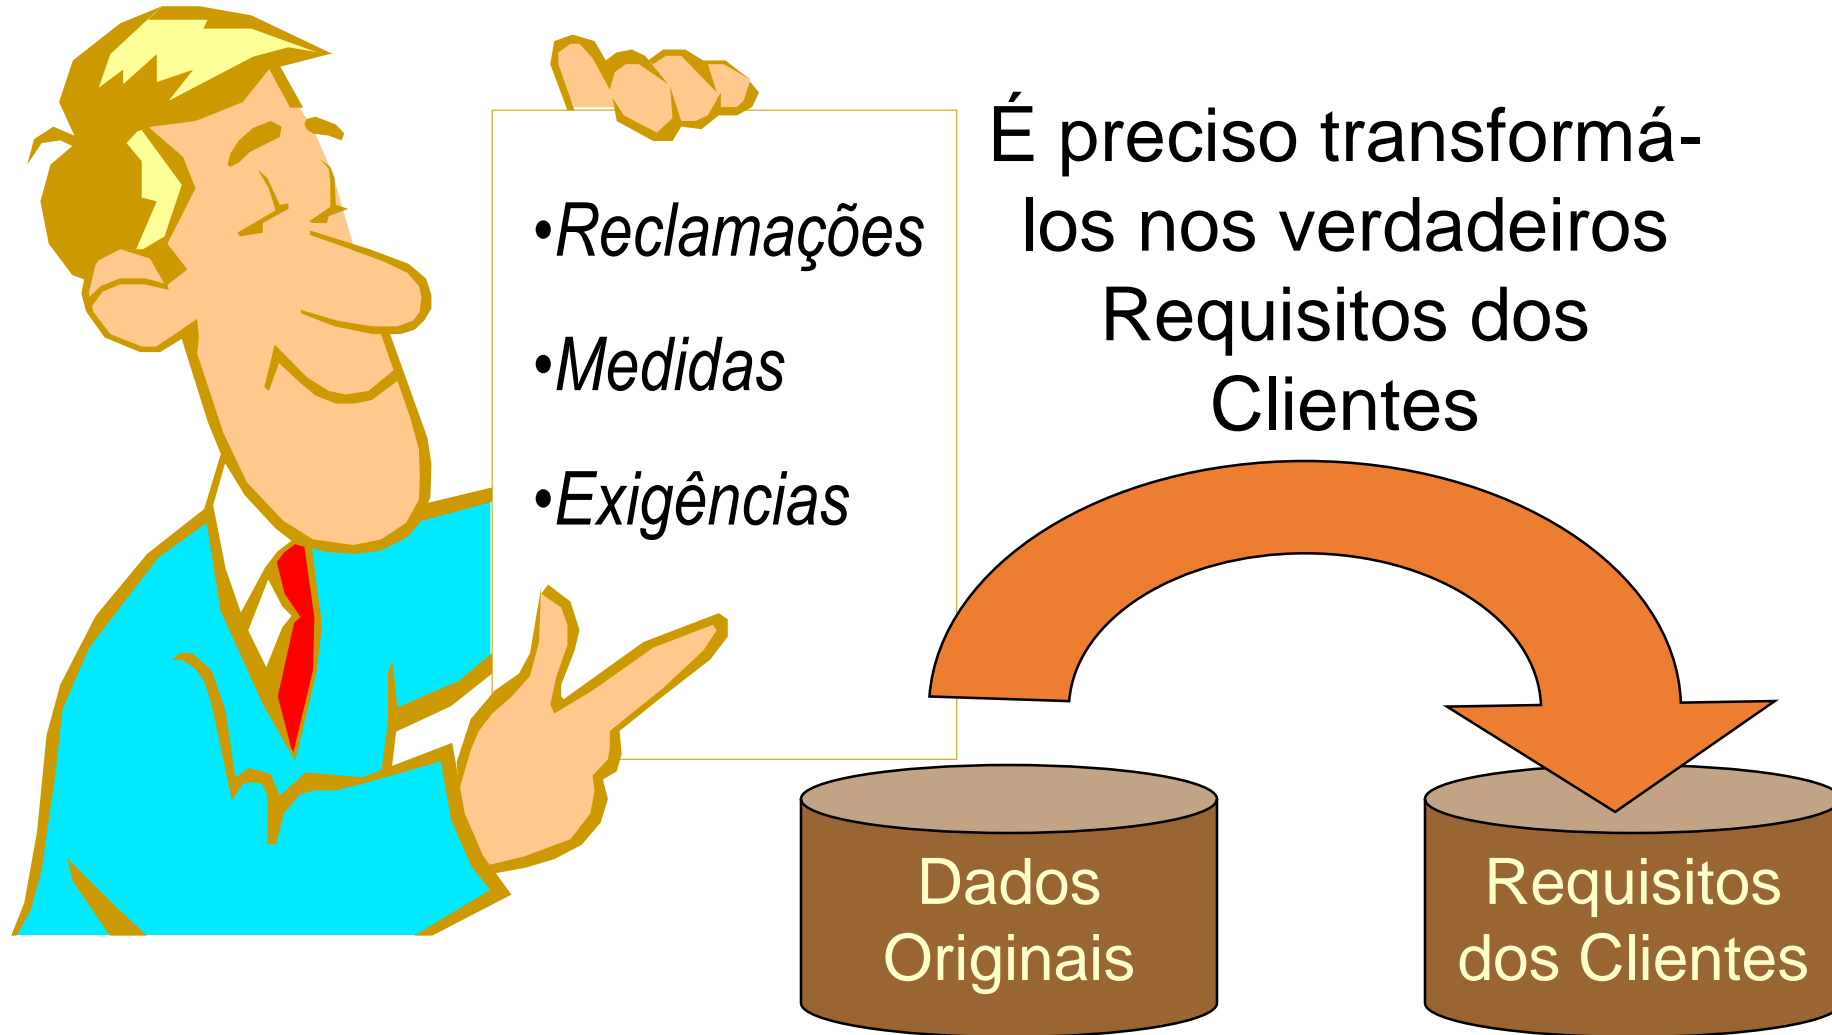 •Reclamações
•Medidas
•Exigências
É preciso transformá-
los nos verdadeiros
Requisitos dos
Clientes
Dados
Originais
Requisitos
dos Clientes